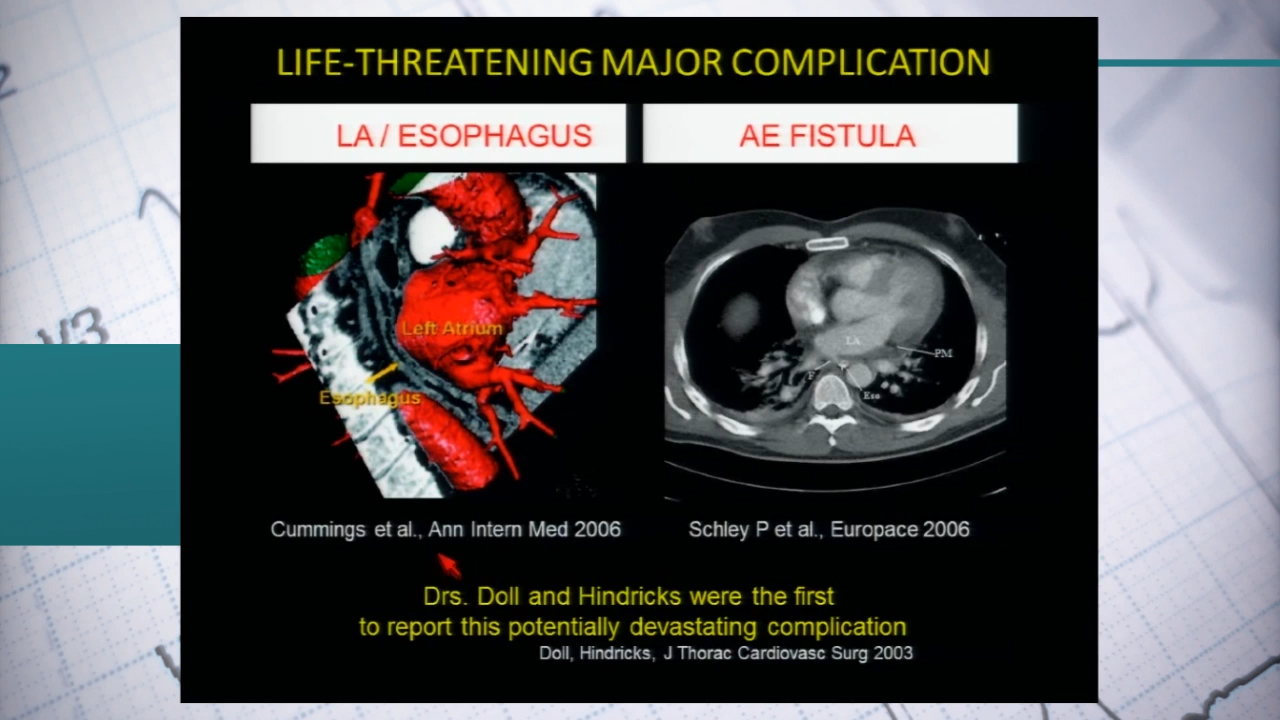 LIFE-THREATENING MAJOR COMPLICATION
LA / ESOPHAGUS
AE FISTULA
Left Atrium
Esophagus
LA
PM
F
Eso
Cummings et al., Ann Intern Med 2006
Schley P et al., Europace 2006
Drs. Doll and Hindricks were the first
to report this potentially devastating complication
Doll, Hindricks, J Thorac Cardiovasc Surg 2003
V3
2